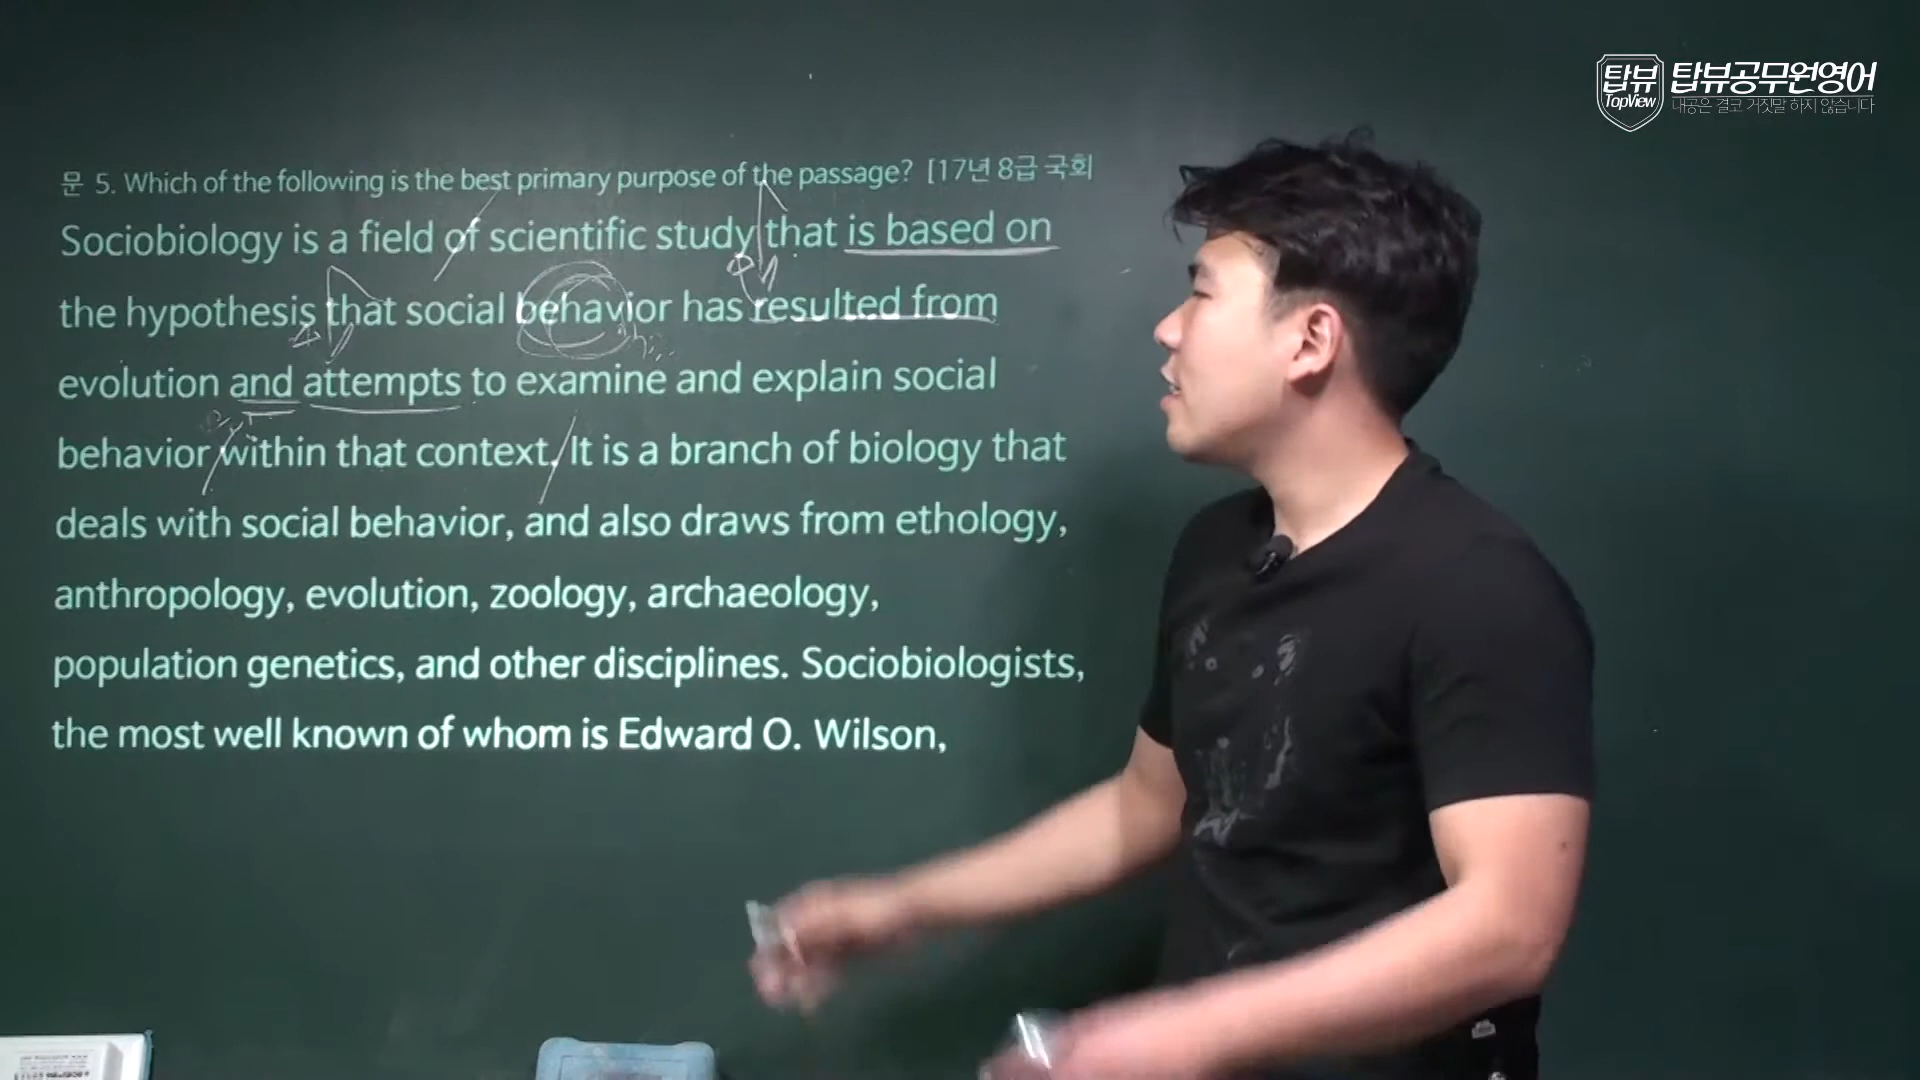 탑뷰
TopView
탑뷰공무원영어
내공은 결코 거짓말 하지 않습니다
문 5. Which of the following is the best primary purpose of the passage? [17년 8급 국회
Sociobiology is a field of scientific study that is based on
the hypothesis that social behavior has resulted from
evolution and attempts to examine and explain social
behavior within that context. It is a branch of biology that
deals with social behavior, and also draws from ethology,
anthropology, evolution, zoology, archaeology,
population genetics, and other disciplines. Sociobiologists,
the most well known of whom is Edward O. Wilson,